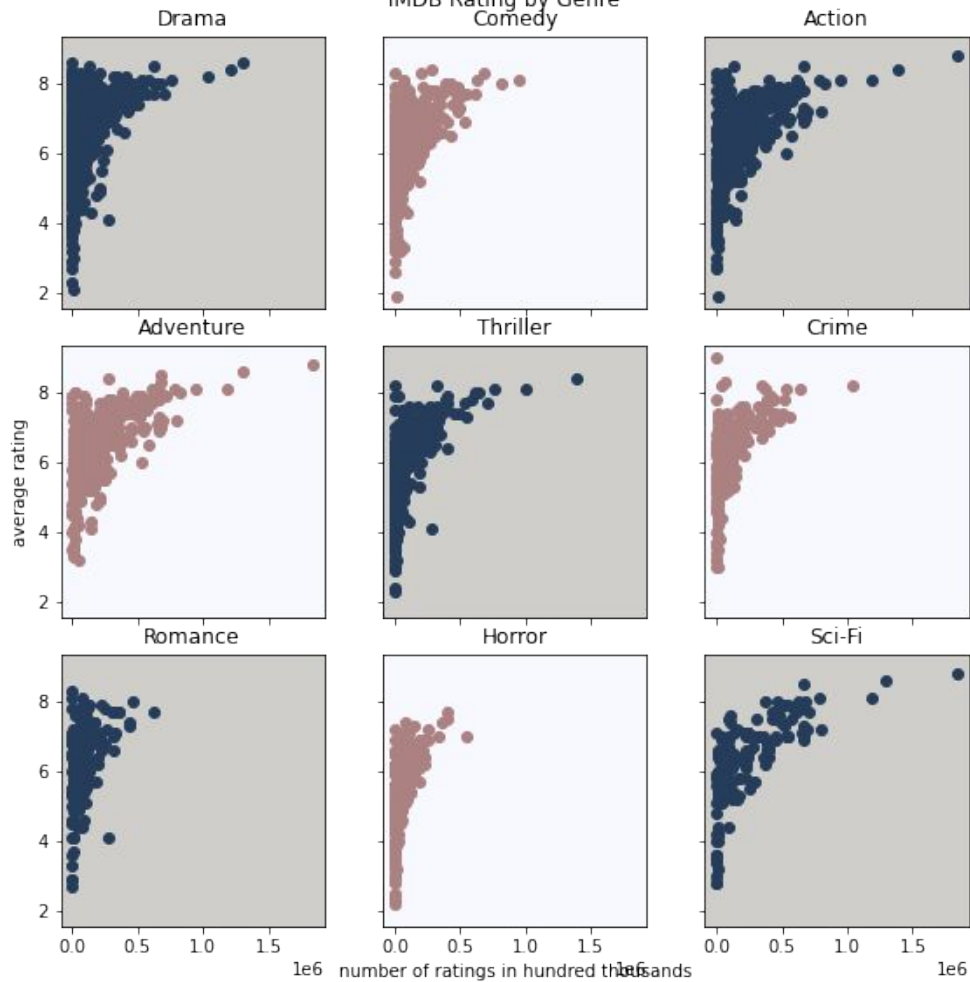 IMDB Rating by Genre
Drama
Comedy
Action
8
6
4
2
Adventure
Thriller
Crime
average rating
8
6
4
2
Romance
Horror
Sci-Fi
8
6
4
2
0.0 0.5 1.0 1.5
1e6
0.0 0.5 1.0 1.5
1e6
0.0 0.5 1.0 1.5
1e6
number of ratings in hundred thousands